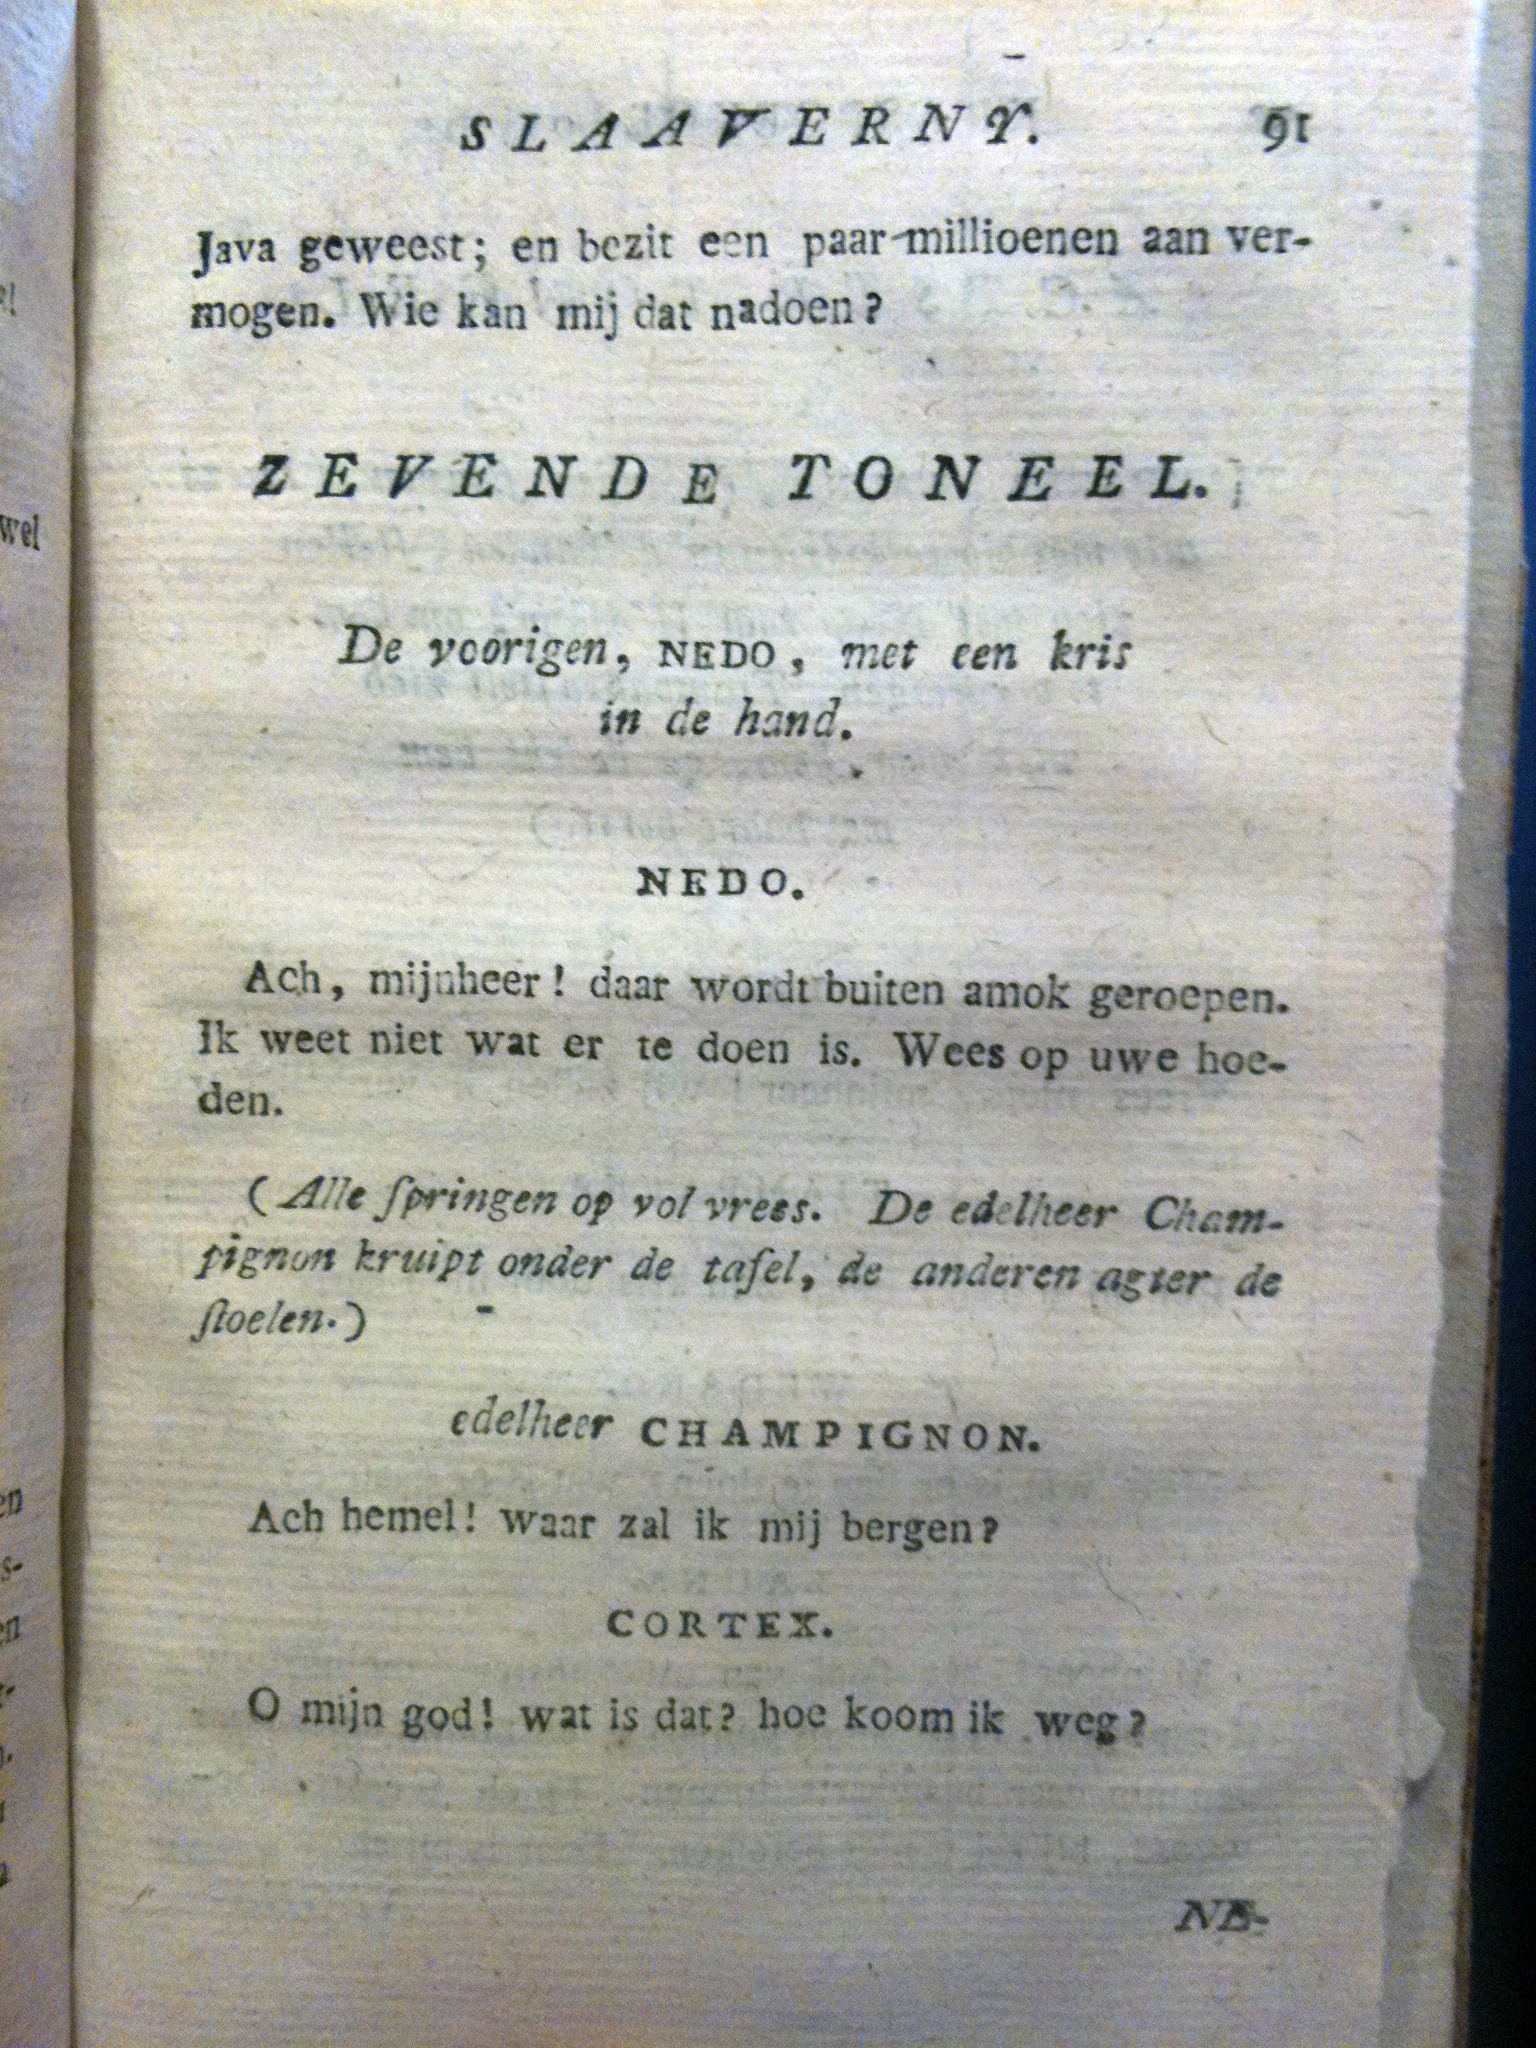 SLAAVERNY. 91
Java geweest; en bezit een paar millioenen aan ver-
mogen. Wie kan mij dat nadoen?
ZEVENDE TONEEL.
De voorigen, NEDO, met een kris
in de hand.
NEDO.
Ach, mijnheer! daar wordt buiten amok geroepen.
Ik weet niet wat er te doen is. Wees op uwe hoe-
den.
(Alle ſpringen op vol vrees. De edelheer Cham-
pignon kruipt onder de tafel, de anderen agter de
ſtoelen.)
edelheer CHAMPIGNON.
Ach hemel! waar zal ik mij bergen?
CORTEX.
O mijn god! wat is dat? hoe koom ik weg?
NE-
wel
en
s-
en